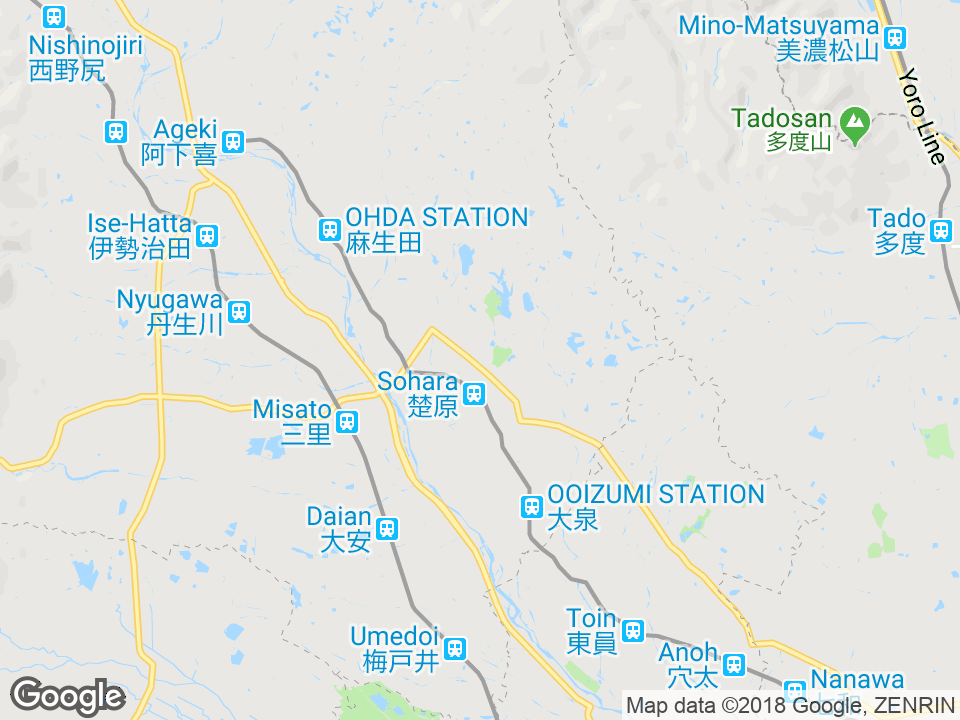 Nishinojiri
西野尻
Mino-Matsuyama
美濃松山
Yoro Line
Tadosan
多度山
Ageki
阿下喜
OHDA STATION
麻生田
Ise-Hatta
伊勢治田
Tado
多度
Nyugawa
丹生川
Sohara
楚原
Misato
三里
OOIZUMI STATION
大泉
Daian
大安
Toin
東員
Umedoi
梅戸井
Anoh
穴太
Nanawa
Google
Map data ©2018 Google, ZENRIN